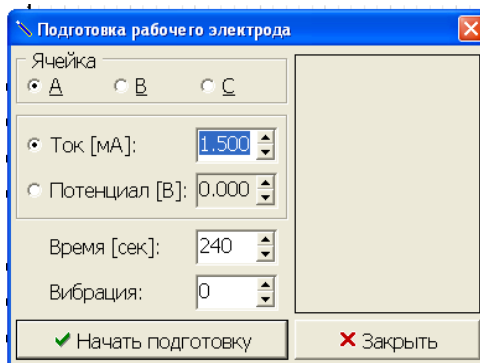 Подготовка рабочего электрода
Ячейка
A B C
Ток [мА]: 1.500
Потенциал [В]: 0.000
Время [сек]: 240
Вибрация: 0
Начать подготовку Закрыть